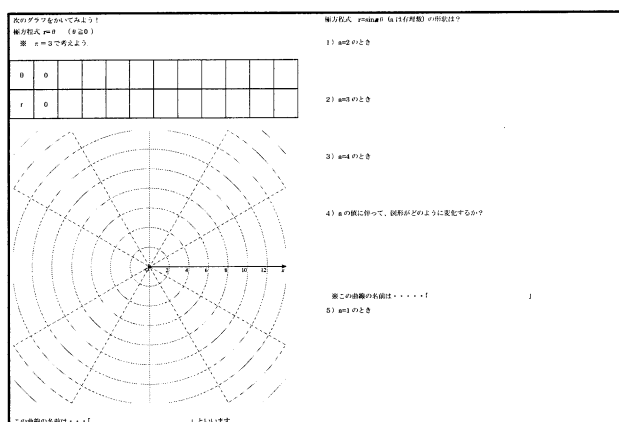 次のグラフをかいてみよう！
極方程式 r=θ （θ≧0）
※ π=3で考えよう
θ 0
r 0
2 4 6 8 10 12
この曲線の名前は・・・「 」といいます
極方程式 r=sin aθ (aは有理数) の形状は？
1）a=2のとき
2）a=3のとき
3）a=4のとき
4）aの値に伴って、図形がどのように変化するか？
※この曲線の名前は・・・・・「 」
5）a=1のとき